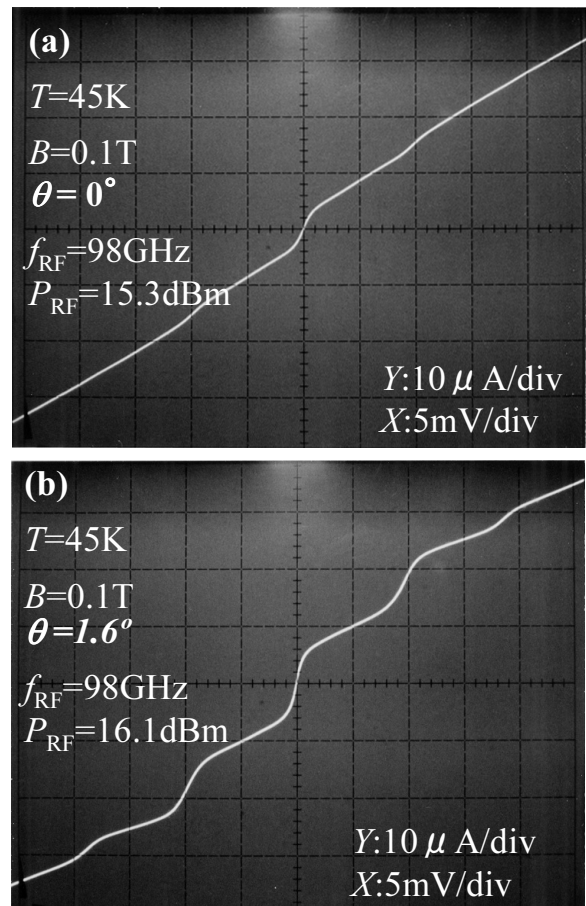 (a)
T=45K
B=0.1T
θ = 0°
fRF=98GHz
PRF=15.3dBm
Y:10 μ A/div
X:5mV/div
(b)
T=45K
B=0.1T
θ =1.6°
fRF=98GHz
PRF=16.1dBm
Y:10 μ A/div
X:5mV/div